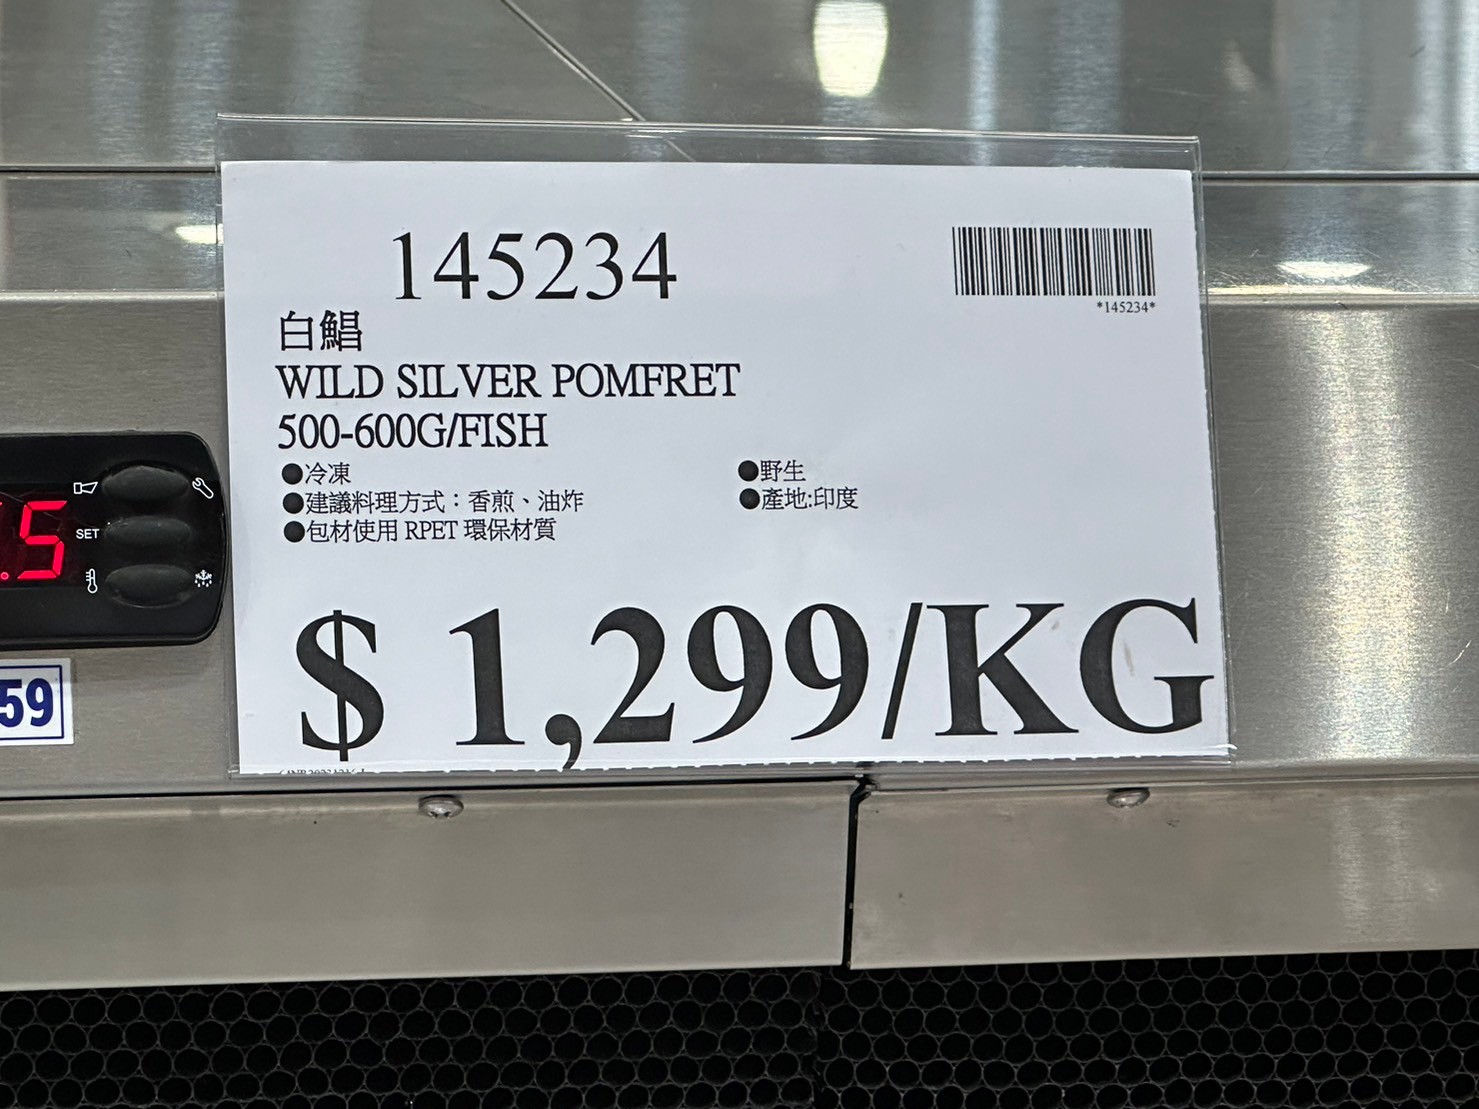 145234
*145234*
白鯧
WILD SILVER POMFRET
500-600G/FISH
●冷凍
●野生
●建議料理方式：香煎、油炸
●產地:印度
●包材使用 RPET 環保材質
$ 1,299/KG
.5
SET
59